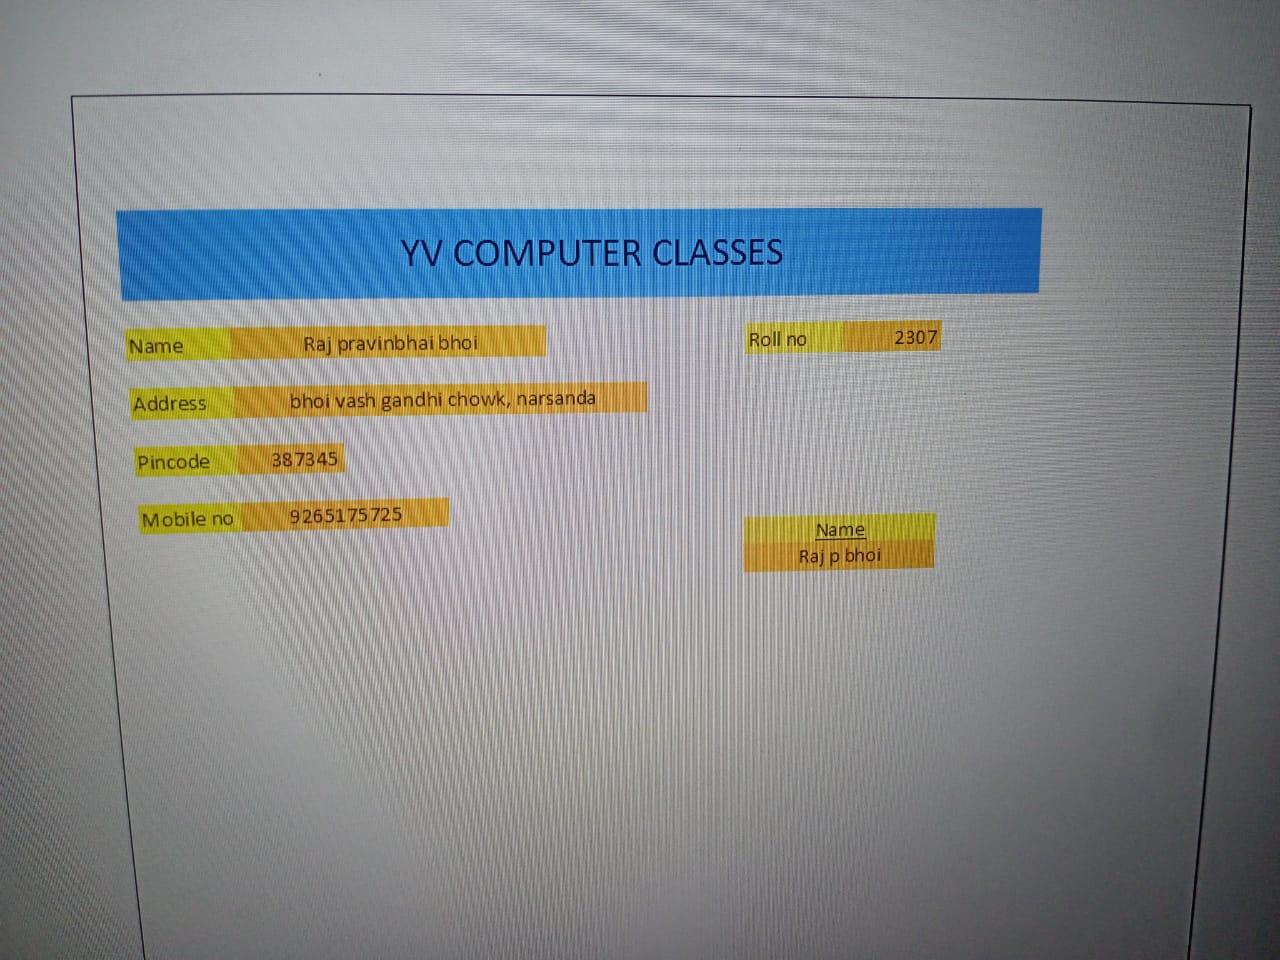 YV COMPUTER CLASSES
Name Raj pravinbhai bhoi Roll no 2307
Address bhoi vash gandhi chowk, narsanda
Pincode 387345
Mobile no 9265175725
Name
Raj p bhoi